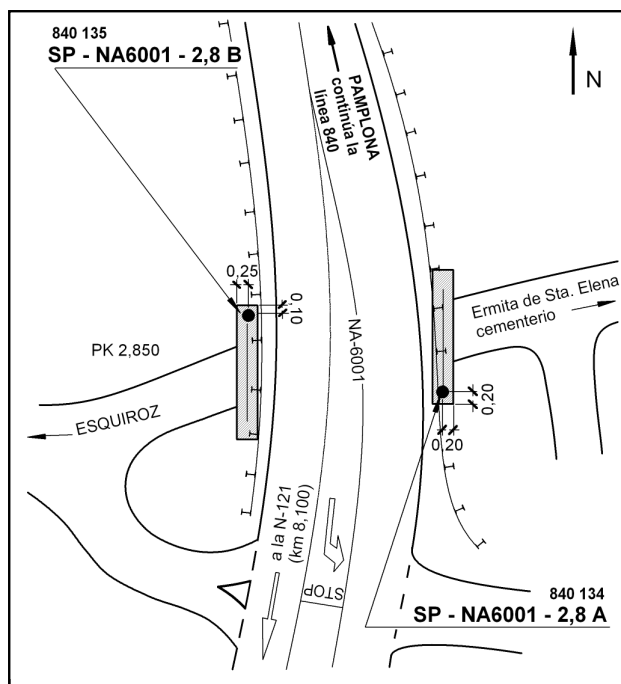 840 135
SP - NA6001 - 2,8 B
PAMPLONA
continúa la
línea 840
N
0,25
0,10
Ermita de Sta. Elena
cementerio
NA-6001
PK 2,850
0,20
ESQUIROZ
0,20
a la N-121
(km 8,100)
STOP
840 134
SP - NA6001 - 2,8 A